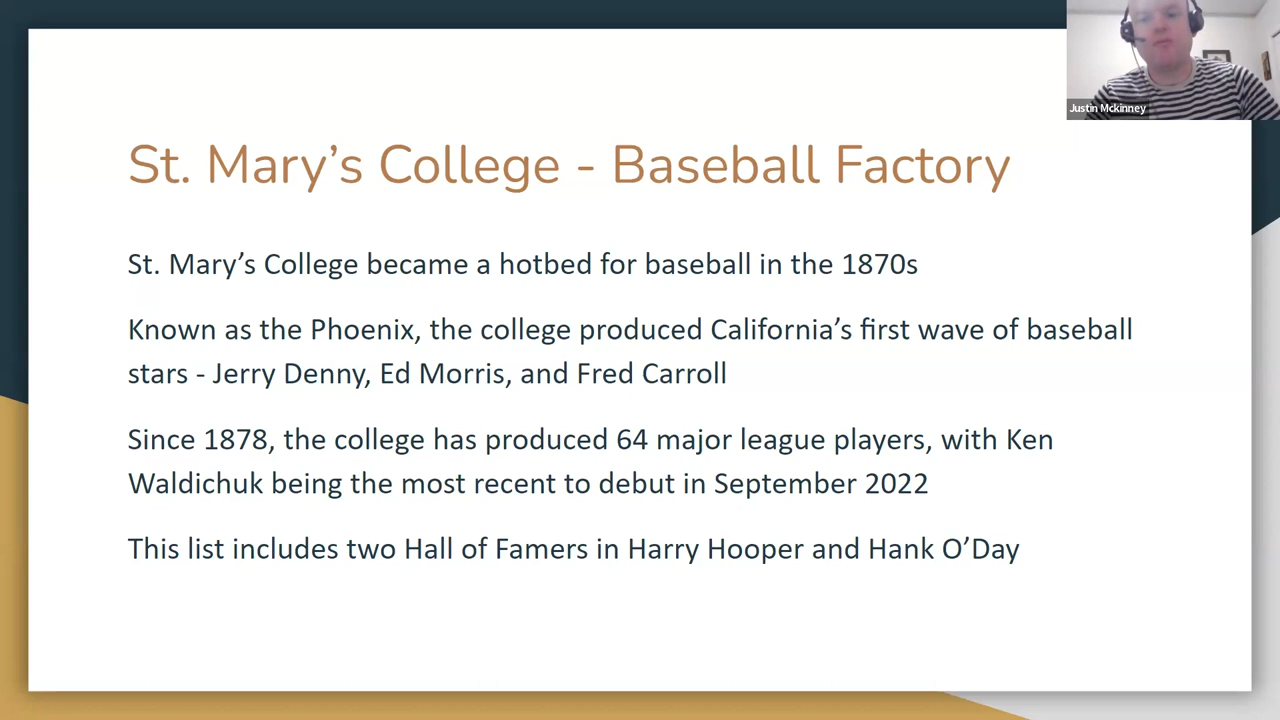 Justin Mckinney
St. Mary’s College - Baseball Factory
St. Mary’s College became a hotbed for baseball in the 1870s
Known as the Phoenix, the college produced California’s first wave of baseball
stars - Jerry Denny, Ed Morris, and Fred Carroll
Since 1878, the college has produced 64 major league players, with Ken
Waldichuk being the most recent to debut in September 2022
This list includes two Hall of Famers in Harry Hooper and Hank O’Day